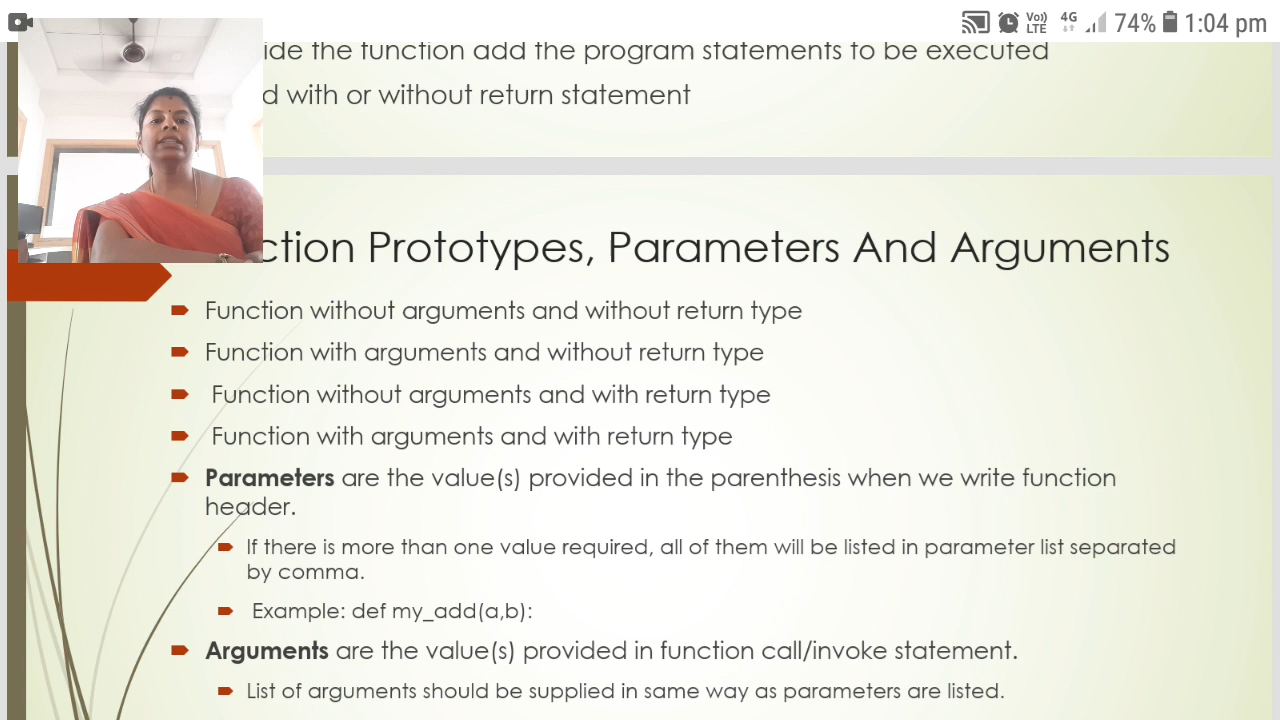 Vo)) LTE 4G 74% 1:04 pm
the function add the program statements to be executed
with or without return statement
Prototypes, Parameters And Arguments
Function without arguments and without return type
Function with arguments and without return type
Function without arguments and with return type
Function with arguments and with return type
Parameters are the value(s) provided in the parenthesis when we write function
header.
If there is more than one value required, all of them will be listed in parameter list separated
by comma.
Example: def my_add(a,b):
Arguments are the value(s) provided in function call/invoke statement.
List of arguments should be supplied in same way as parameters are listed.